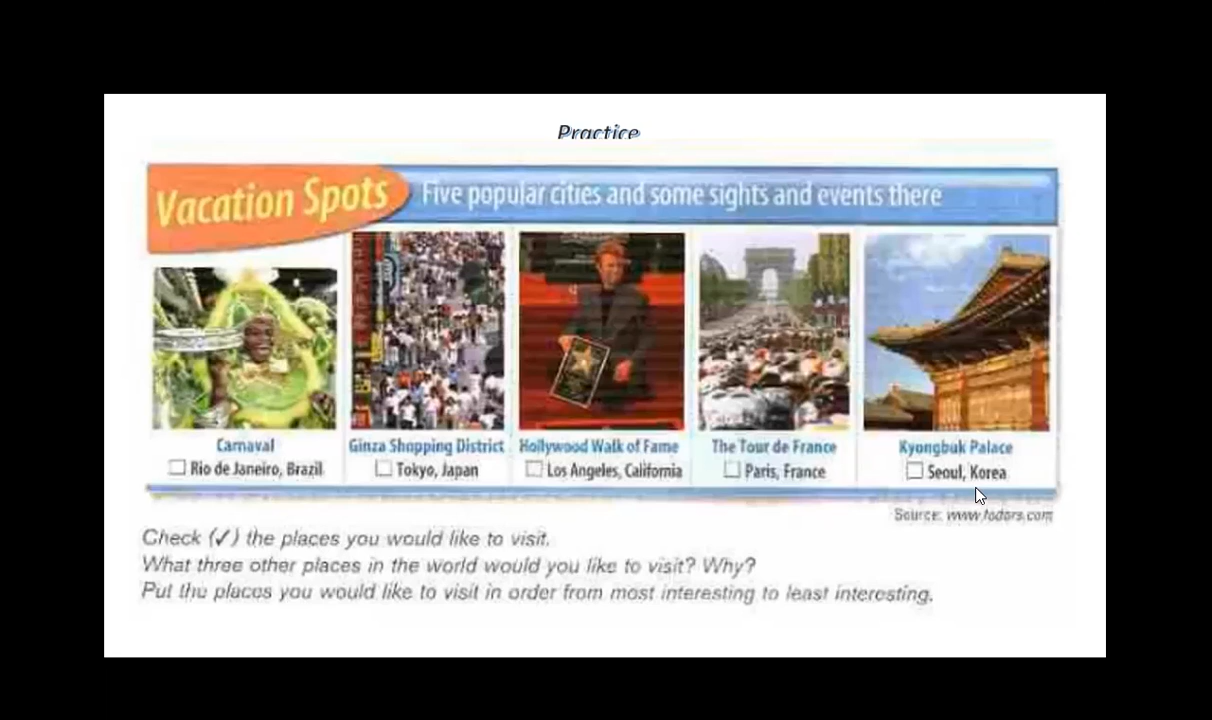 Practice
Vacation Spots
Five popular cities and some sights and events there
Carnaval
☐ Rio de Janeiro, Brazil
Ginza Shopping District
☐ Tokyo, Japan
Hollywood Walk of Fame
☐ Los Angeles, California
The Tour de France
☐ Paris, France
Kyongbuk Palace
☐ Seoul, Korea
Source: www.fodors.com
Check (✓) the places you would like to visit.
What three other places in the world would you like to visit? Why?
Put the places you would like to visit in order from most interesting to least interesting.